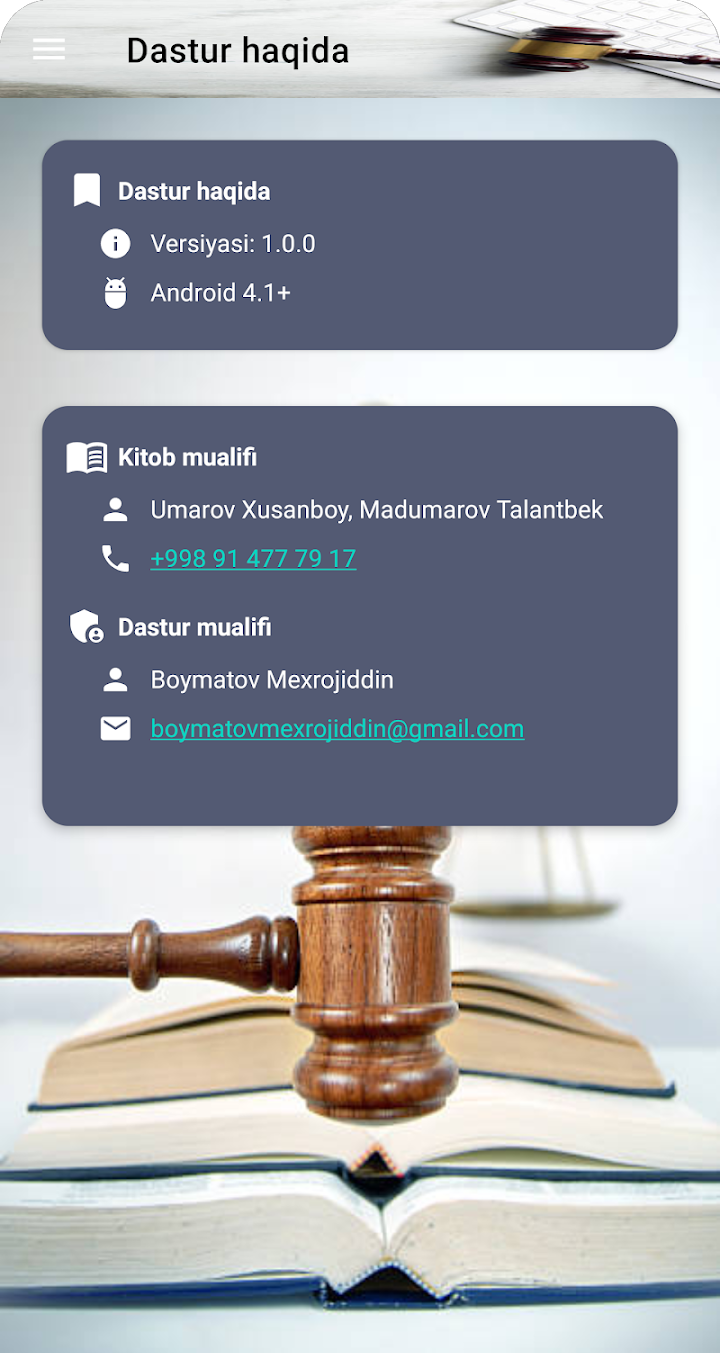 Dastur haqida
Dastur haqida
Versiyasi: 1.0.0
Android 4.1+
Kitob mualifi
Umarov Xusanboy, Madumarov Talantbek
+998 91 477 79 17
Dastur mualifi
Boymatov Mexrojiddin
boymatovmexrojiddin@gmail.com